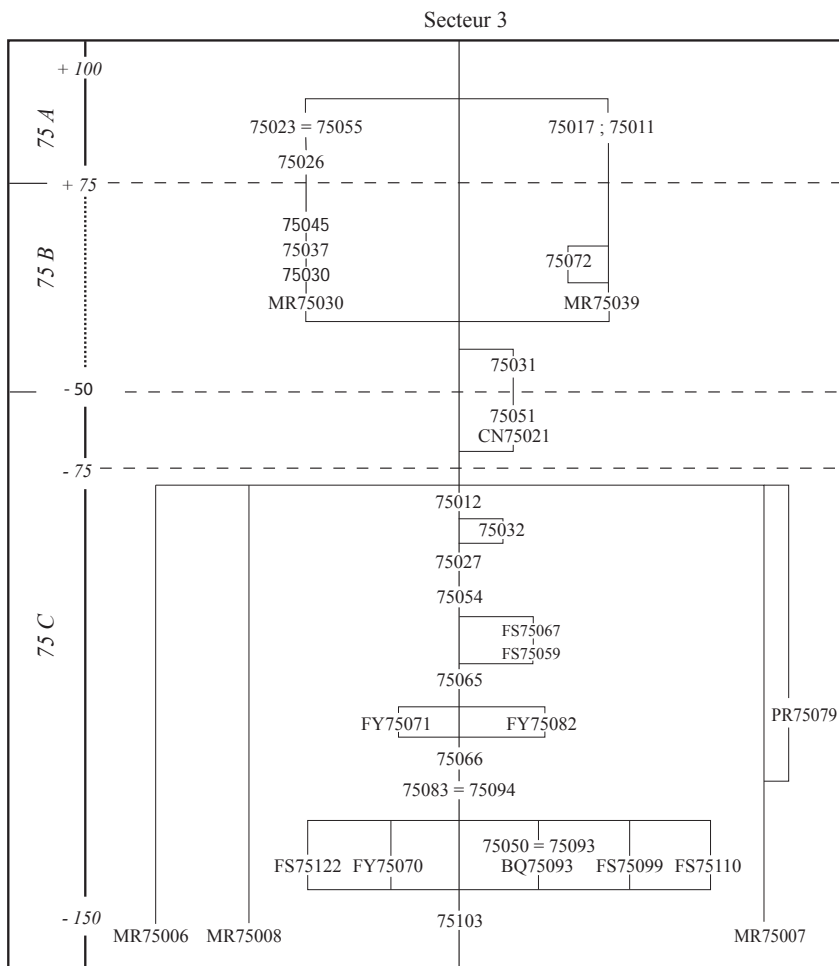 Secteur 3
+ 100
75 A
75023 = 75055
75017 ; 75011
75026
+ 75
75 B
75045
75037
75030
MR75030
75072
MR75039
75031
- 50
75051
CN75021
- 75
75 C
75012
75032
75027
75054
FS75067
FS75059
75065
FY75071
FY75082
PR75079
75066
75083 = 75094
75050 = 75093
FS75122
FY75070
BQ75093
FS75099
FS75110
- 150
75103
MR75006
MR75008
MR75007